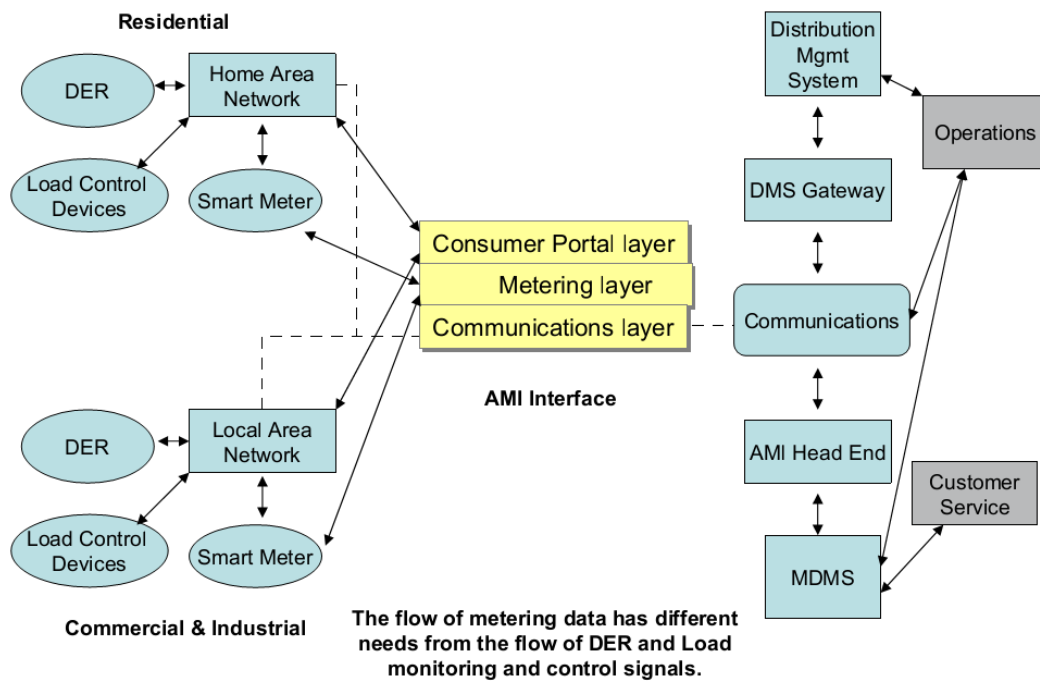 Residential
DER
Home Area
Network
Load Control
Devices
Smart Meter
Distribution
Mgmt
System
Operations
DMS Gateway
Consumer Portal layer
Metering layer
Communications layer
Communications
AMI Interface
DER
Local Area
Network
Load Control
Devices
Smart Meter
AMI Head End
Customer
Service
MDMS
Commercial & Industrial
The flow of metering data has different
needs from the flow of DER and Load
monitoring and control signals.